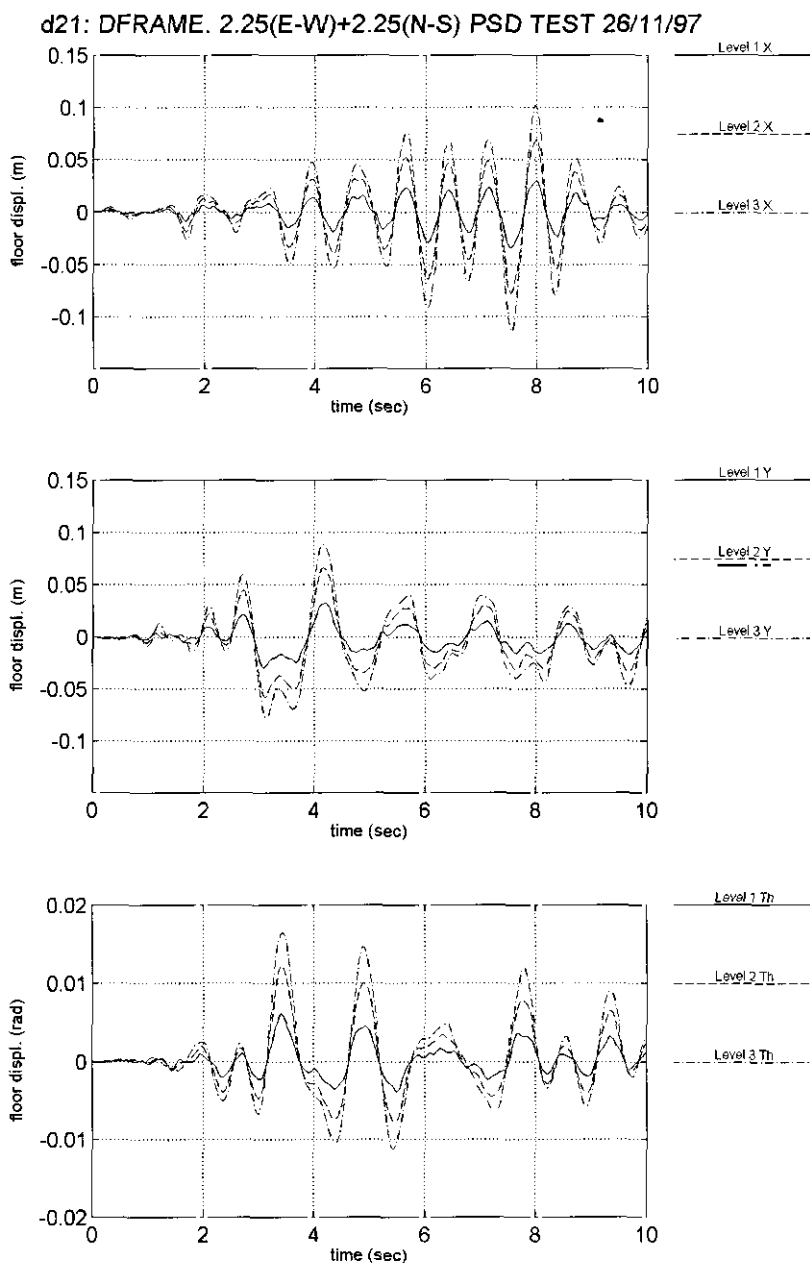 d21: DFRAME. 2.25(E-W)+2.25(N-S) PSD TEST 26/11/97
0.15
0.1
0.05
0
-0.05
-0.1
floor displ. (m)
0 2 4 6 8 10
time (sec)
Level 1 X
Level 2 X
Level 3 X
0.15
0.1
0.05
0
-0.05
-0.1
floor displ. (m)
0 2 4 6 8 10
time (sec)
Level 1 Y
Level 2 Y
Level 3 Y
0.02
0.01
0
-0.01
-0.02
floor displ. (rad)
0 2 4 6 8 10
time (sec)
Level 1 Th
Level 2 Th
Level 3 Th